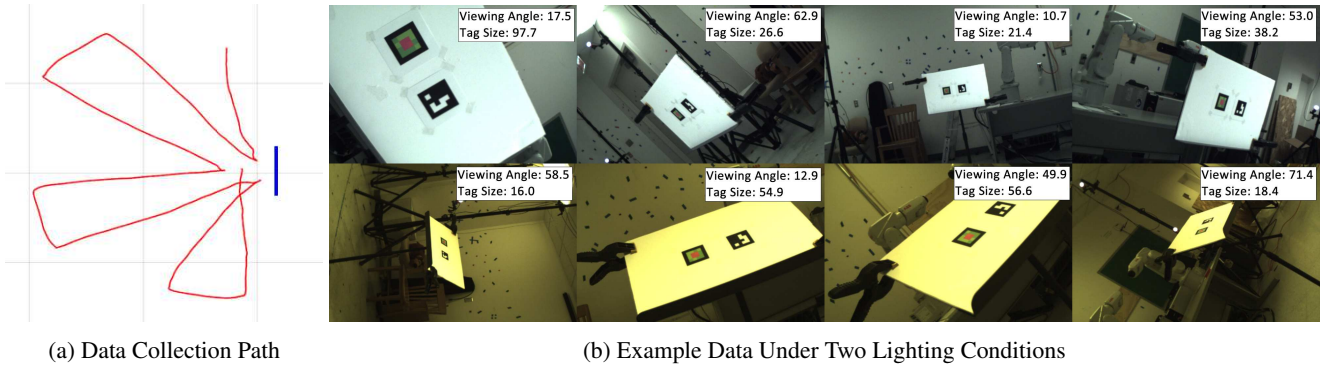 Viewing Angle: 17.5
Tag Size: 97.7
Viewing Angle: 62.9
Tag Size: 26.6
Viewing Angle: 10.7
Tag Size: 21.4
Viewing Angle: 53.0
Tag Size: 38.2
Viewing Angle: 58.5
Tag Size: 16.0
Viewing Angle: 12.9
Tag Size: 54.9
Viewing Angle: 49.9
Tag Size: 56.6
Viewing Angle: 71.4
Tag Size: 18.4
(a) Data Collection Path
(b) Example Data Under Two Lighting Conditions